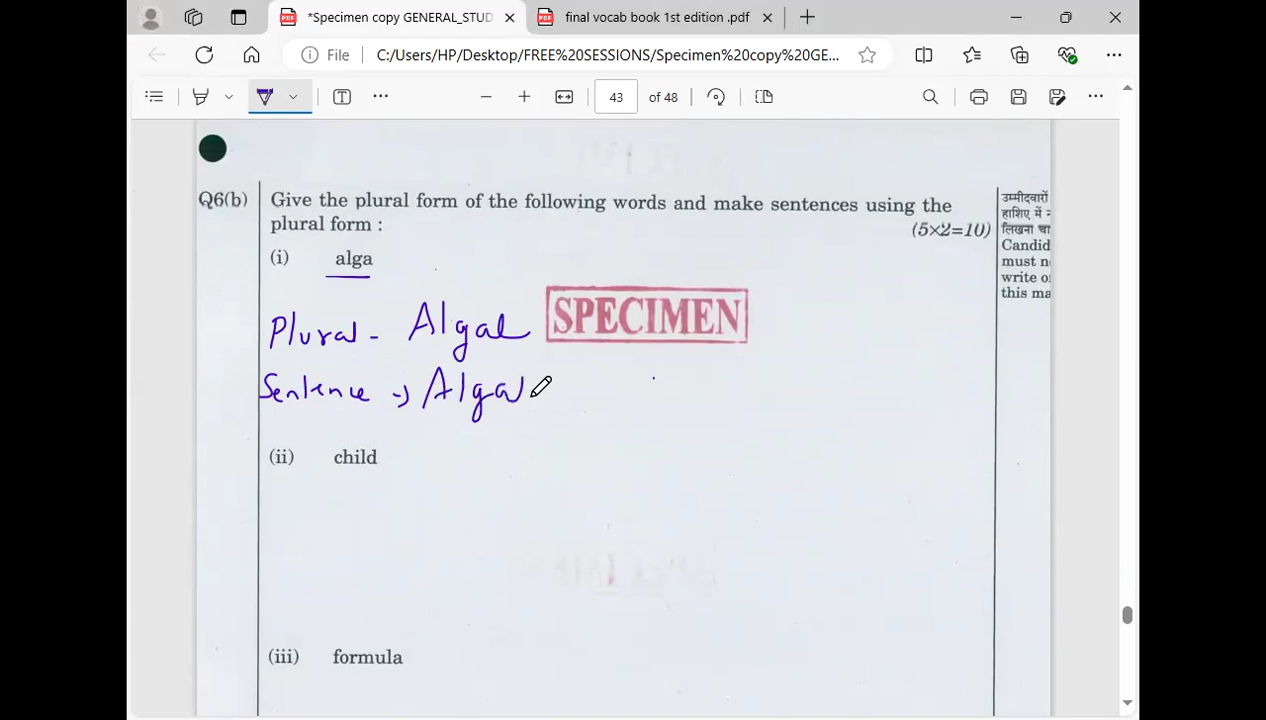 *Specimen copy GENERAL_STUD
final vocab book 1st edition .pdf
File
C:/Users/HP/Desktop/FREE%20SESSIONS/Specimen%20copy%20GE...
43 of 48
Q6(b) Give the plural form of the following words and make sentences using the
plural form :
(5×2=10)
उम्मीदवारों
हाशिए में न
लिखना चा
Candid
must n
write o
this ma
(i) alga
Plural - Algal
SPECIMEN
Sentence -> Algal
(ii) child
(iii) formula